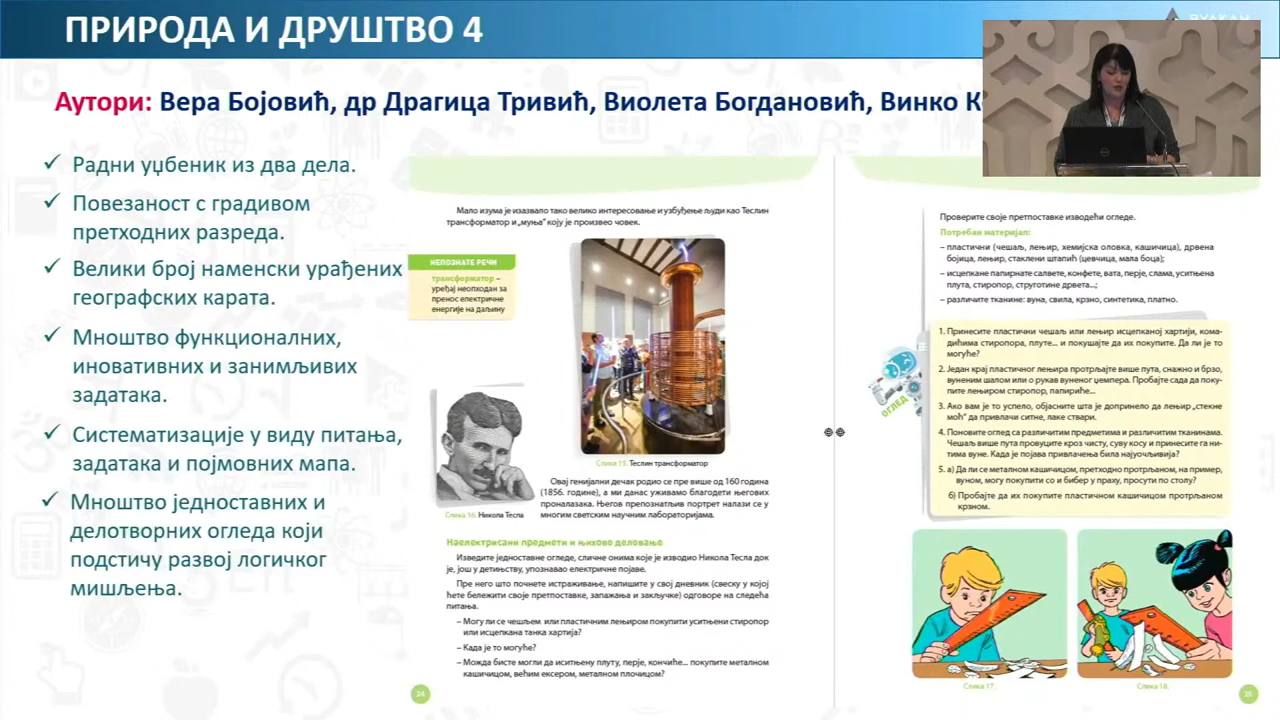 ПРИРОДА И ДРУШТВО 4
Аутори: Вера Бојовић, др Драгица Тривић, Виолета Богдановић, Винко К
Радни уџбеник из два дела.
Повезаност с градивом
претходних разреда.
Велики број наменски урађених
географских карата.
Мноштво функционалних,
иновативних и занимљивих
задатака.
Систематизације у виду питања,
задатака и појмовних мапа.
Мноштво једноставних и
делотворних огледа који
подстичу развој логичког
мишљења.
Мало изума је изазвало тако велико интересовање и узбуђење људи као Теслин
трансформатор и „муња“ коју је произвео човек.
НЕПОЗНАТЕ РЕЧИ
трансформатор –
уређај неопходан за
пренос електричне
енергије на даљину
Слика 15. Теслин трансформатор
Слика 16. Никола Тесла
Овај генијални дечак родио се пре више од 160 година
(1856. године), а ми данас уживамо благодети његових
проналазака. Његов препознатљив портрет налази се у
многим светским научним лабораторијама.
Наелектрисани предмети и њихово деловање
Изведите једноставне огледе, сличне онима које је изводио Никола Тесла док
је, још у детињству, упознавао електричне појаве.
Пре него што почнете истраживање, напишите у свој дневник (свеску у којој
ћете бележити своје претпоставке, запажања и закључке) одговоре на следећа
питања.
– Могу ли се чешљем или пластичним лењиром покупити уситњени стиропор
или исцепкана танка хартија?
– Када је то могуће?
– Можда бисте могли да иситњену плуту, перје, кончиће... покупите металном
кашичицом, већим ексером, металном плочицом?
24
Проверите своје претпоставке изводећи огледе.
Потребан материјал:
– пластични (чешаљ, лењир, хемијска оловка, кашичица), дрвена
бојица, лењир, стаклени штапић (цевчица, мала боца);
– исцепкане папирнате салвете, конфете, вата, перје, слама, уситњена
плута, стиропор, струготине дрвета...;
– различите тканине: вуна, свила, крзно, синтетика, платно.
ОГЛЕД
1. Принесите пластични чешаљ или лењир исцепканој хартији, кома-
дићима стиропора, плуте... и покушајте да их покупите. Да ли је то
могуће?
2. Један крај пластичног лењира протрљајте више пута, снажно и брзо,
вуненим шалом или о рукав вуненог џемпера. Пробајте сада да поку-
пите лењиром стиропор, папириће...
3. Ако вам је то успело, објасните шта је допринело да лењир „стекне
моћ“ да привлачи ситне, лаке ствари.
4. Поновите оглед са различитим предметима и различитим тканинама.
Чешаљ више пута провуците кроз чисту, суву косу и принесите га ни-
тима вуне. Када је појава привлачења била најуочљивија?
5. а) Да ли се металном кашичицом, претходно протрљаном, на пример,
вуном, могу покупити со и бибер у праху, просути по столу?
б) Пробајте да их покупите пластичном кашичицом протрљаном
крзном.
Слика 17.
Слика 18.
25